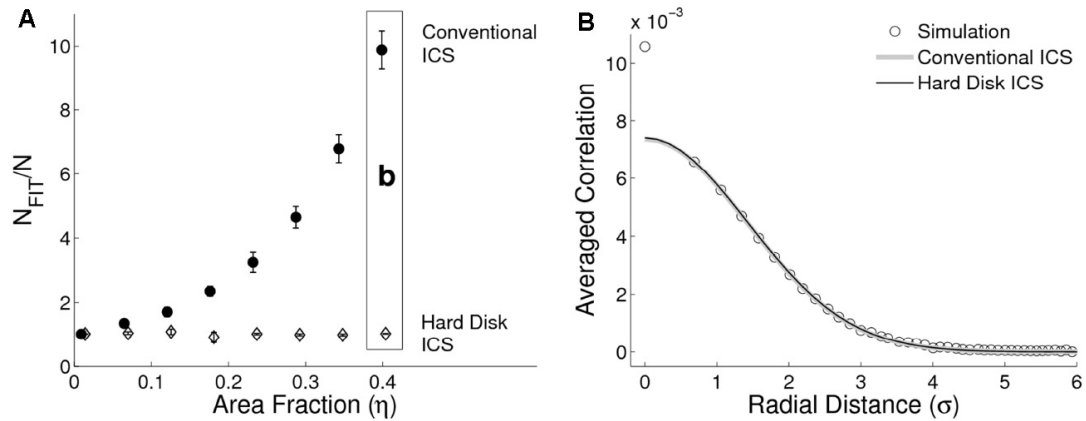 A
N_FIT/N
10
8
6
4
2
0
0
0.1
0.2
0.3
0.4
Area Fraction (η)
Conventional
ICS
b
Hard Disk
ICS
B
x 10⁻³
Averaged Correlation
10
8
6
4
2
0
0
1
2
3
4
5
6
Radial Distance (σ)
Simulation
Conventional ICS
Hard Disk ICS